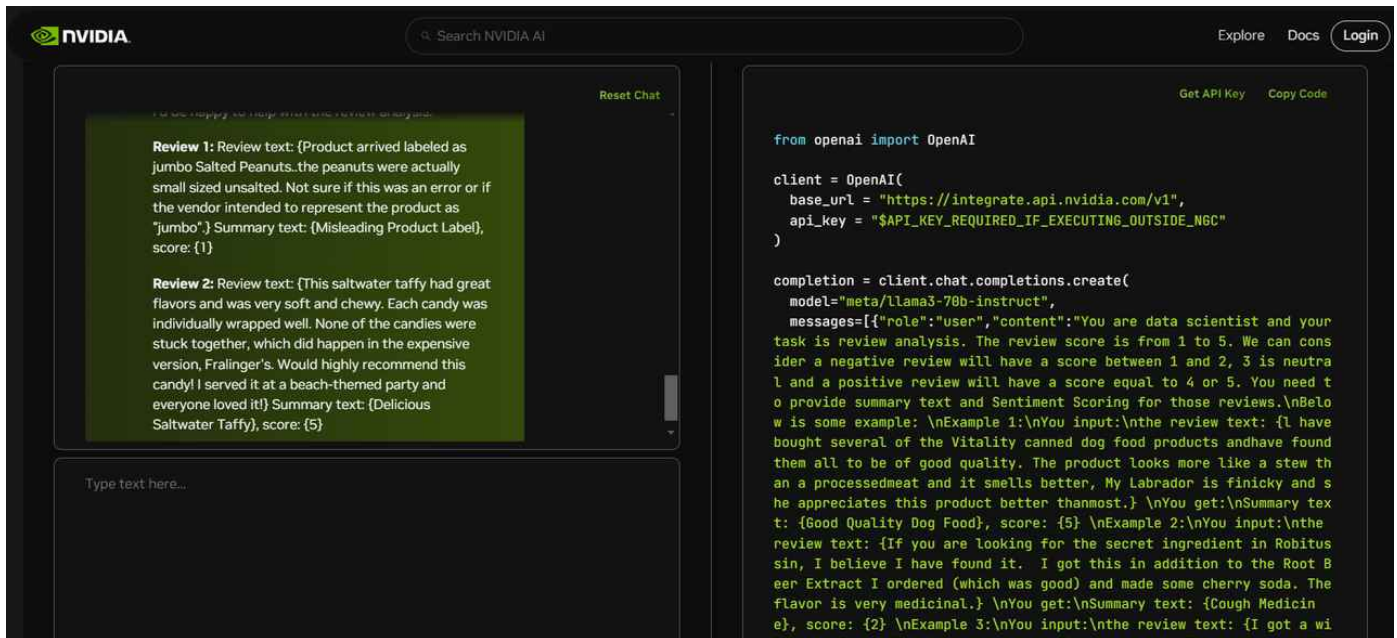 NVIDIA
Search NVIDIA AI
Explore
Docs
Login
Reset Chat
I'd be happy to help with the review analysis.
Review 1: Review text: {Product arrived labeled as
jumbo Salted Peanuts..the peanuts were actually
small sized unsalted. Not sure if this was an error or if
the vendor intended to represent the product as
"jumbo".} Summary text: {Misleading Product Label},
score: {1}
Review 2: Review text: {This saltwater taffy had great
flavors and was very soft and chewy. Each candy was
individually wrapped well. None of the candies were
stuck together, which did happen in the expensive
version, Fralinger's. Would highly recommend this
candy! I served it at a beach-themed party and
everyone loved it!} Summary text: {Delicious
Saltwater Taffy}, score: {5}
Type text here...
Get API Key
Copy Code
from openai import OpenAI
client = OpenAI(
base_url = "https://integrate.api.nvidia.com/v1",
api_key = "$API_KEY_REQUIRED_IF_EXECUTING_OUTSIDE_NGC"
)
completion = client.chat.completions.create(
model="meta/llama3-70b-instruct",
messages=[{"role":"user","content":"You are data scientist and your
task is review analysis. The review score is from 1 to 5. We can cons
ider a negative review will have a score between 1 and 2, 3 is neutra
l and a positive review will have a score equal to 4 or 5. You need t
o provide summary text and Sentiment Scoring for those reviews.\nBelo
w is some example: \nExample 1:\nYou input:\nthe review text: {l have
bought several of the Vitality canned dog food products andhave found
them all to be of good quality. The product looks more like a stew th
an a processedmeat and it smells better, My Labrador is finicky and s
he appreciates this product better thanmost.} \nYou get:\nSummary tex
t: {Good Quality Dog Food}, score: {5} \nExample 2:\nYou input:\nthe
review text: {If you are looking for the secret ingredient in Robitus
sin, I believe I have found it.  I got this in addition to the Root B
eer Extract I ordered (which was good) and made some cherry soda. The
flavor is very medicinal.} \nYou get:\nSummary text: {Cough Medicin
e}, score: {2} \nExample 3:\nYou input:\nthe review text: {I got a wi